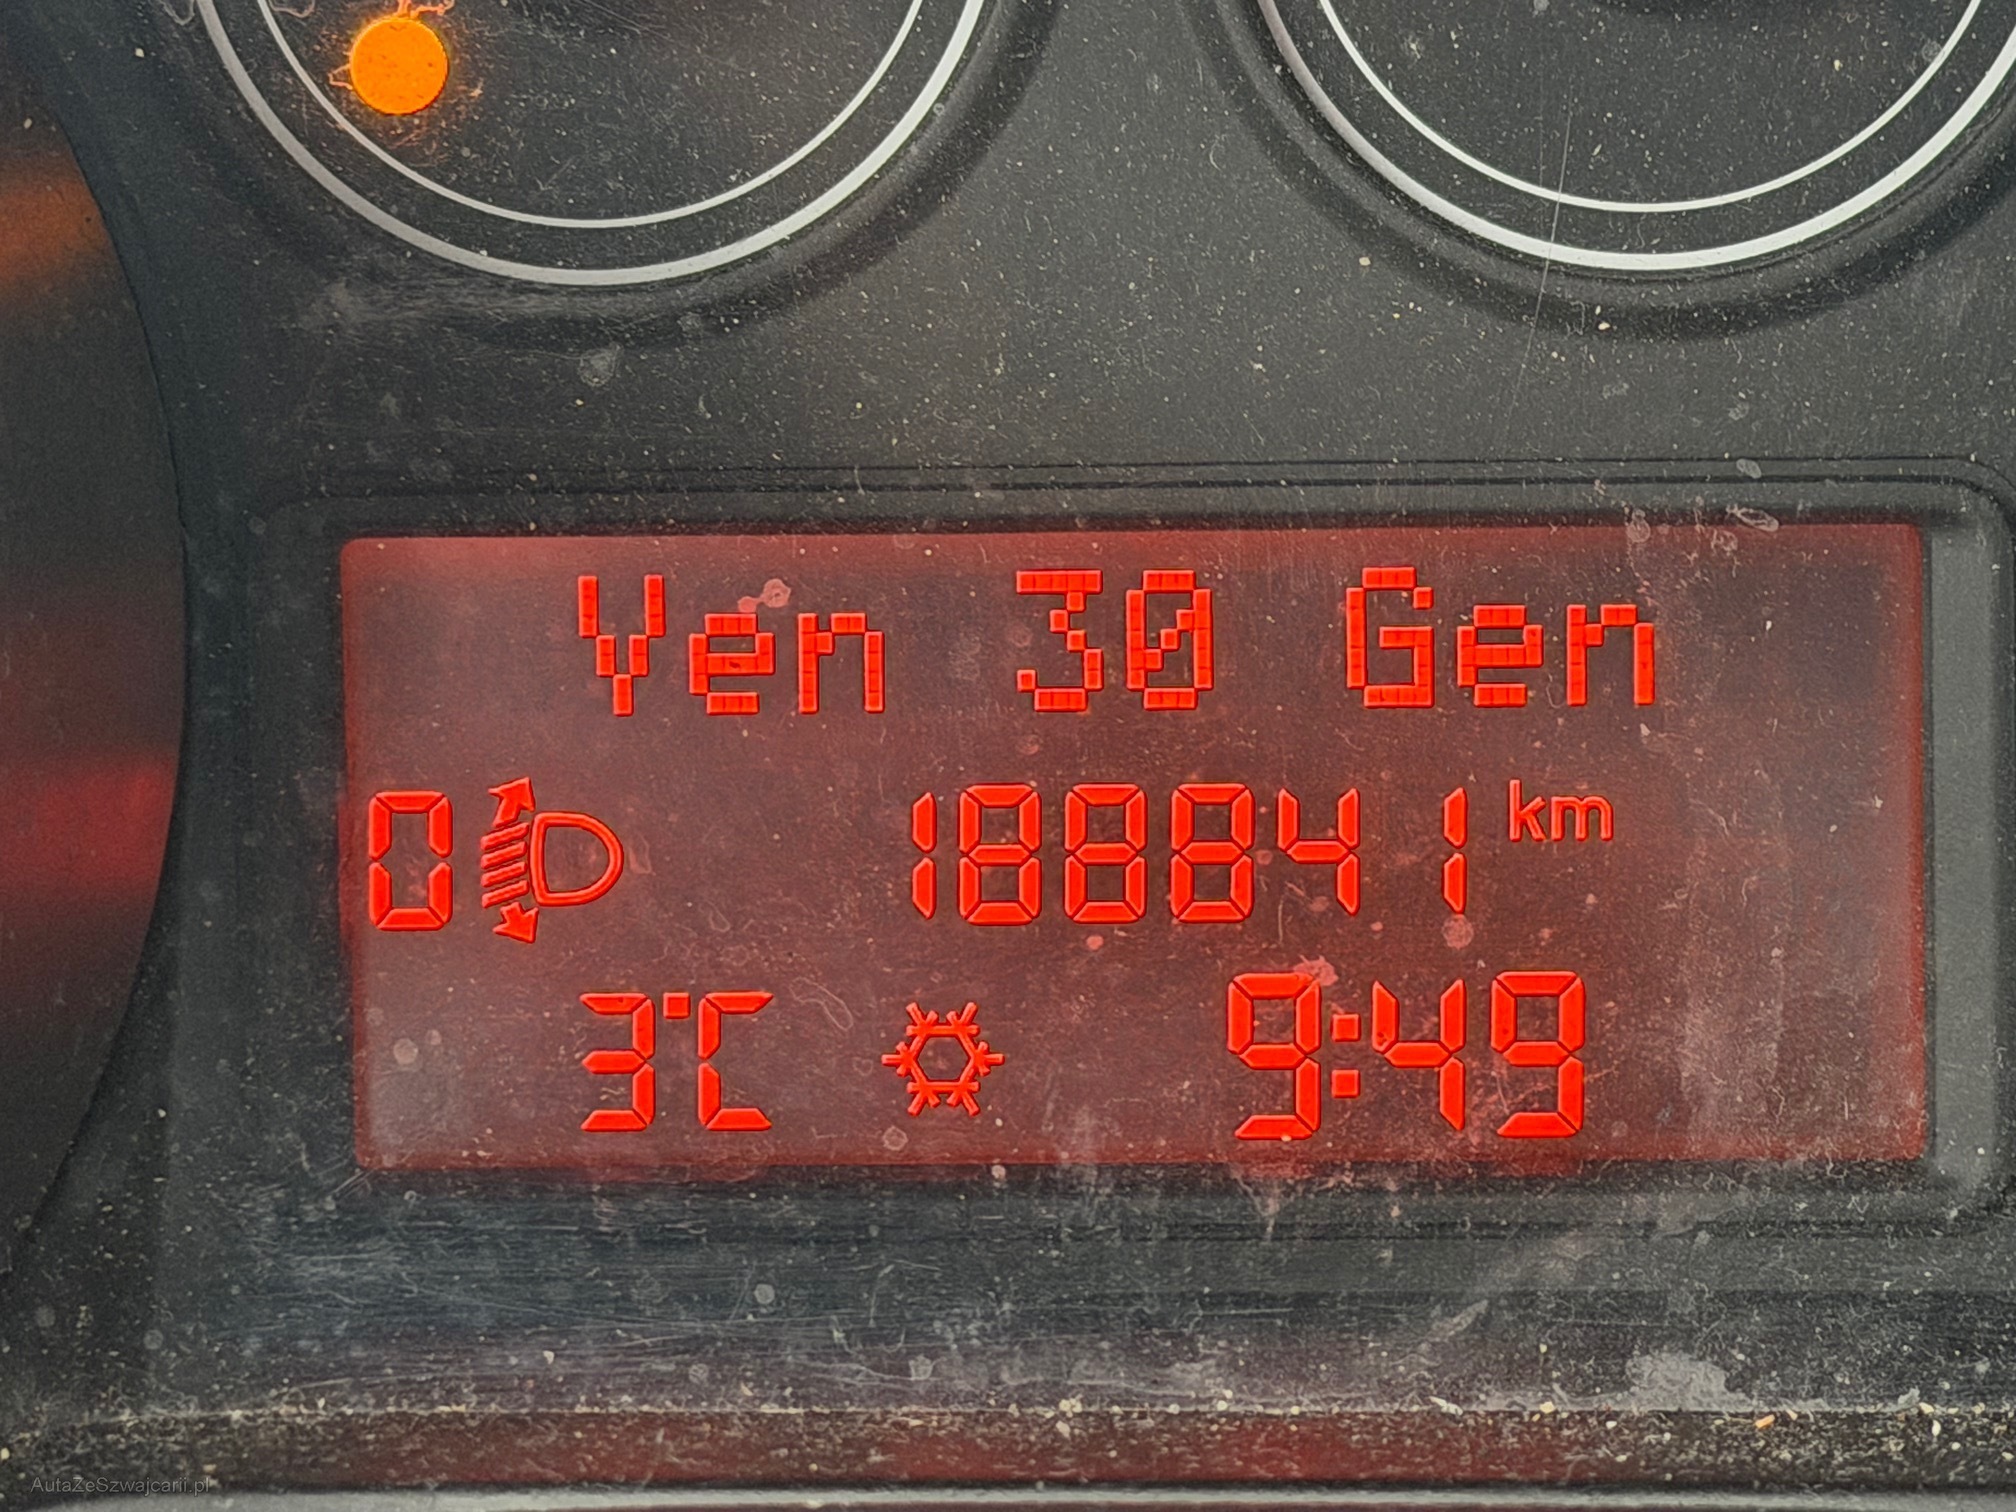 Ven 30 Gen
0 188841 km
3°C 9:49
AutaZeSzwajcarii.pl